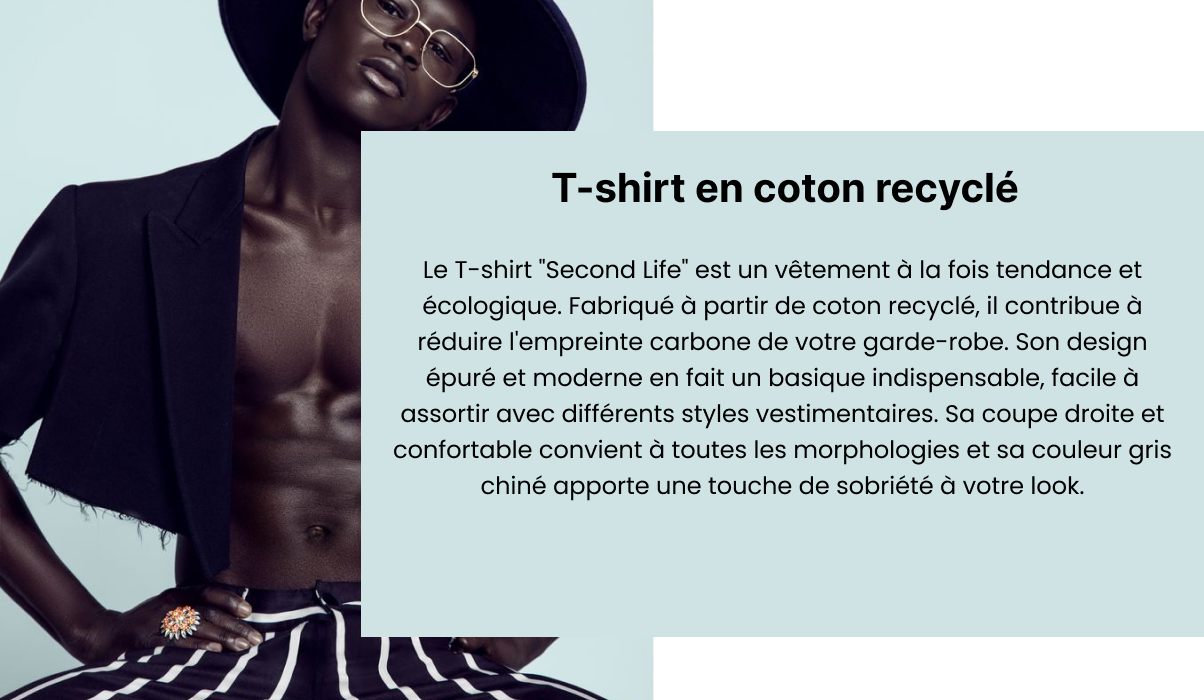 T-shirt en coton recyclé
Le T-shirt "Second Life" est un vêtement à la fois tendance et
écologique. Fabriqué à partir de coton recyclé, il contribue à
réduire l'empreinte carbone de votre garde-robe. Son design
épuré et moderne en fait un basique indispensable, facile à
assortir avec différents styles vestimentaires. Sa coupe droite et
confortable convient à toutes les morphologies et sa couleur gris
chiné apporte une touche de sobriété à votre look.